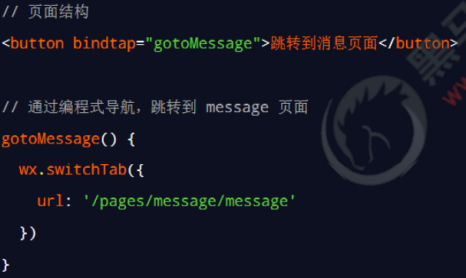 // 页面结构
<button bindtap="gotoMessage">跳转到消息页面</button>
// 通过编程式导航，跳转到 message 页面
gotoMessage() {
wx.switchTab({
url: '/pages/message/message'
})
}